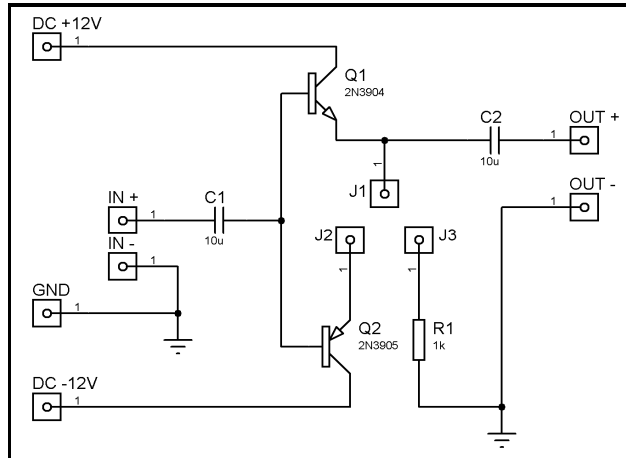 DC +12V
1
Q1
2N3904
C2
10u
OUT +
1
1
J1
OUT -
1
IN +
1
C1
10u
IN -
1
J2
1
J3
1
GND
1
Q2
2N3905
R1
1k
DC -12V
1